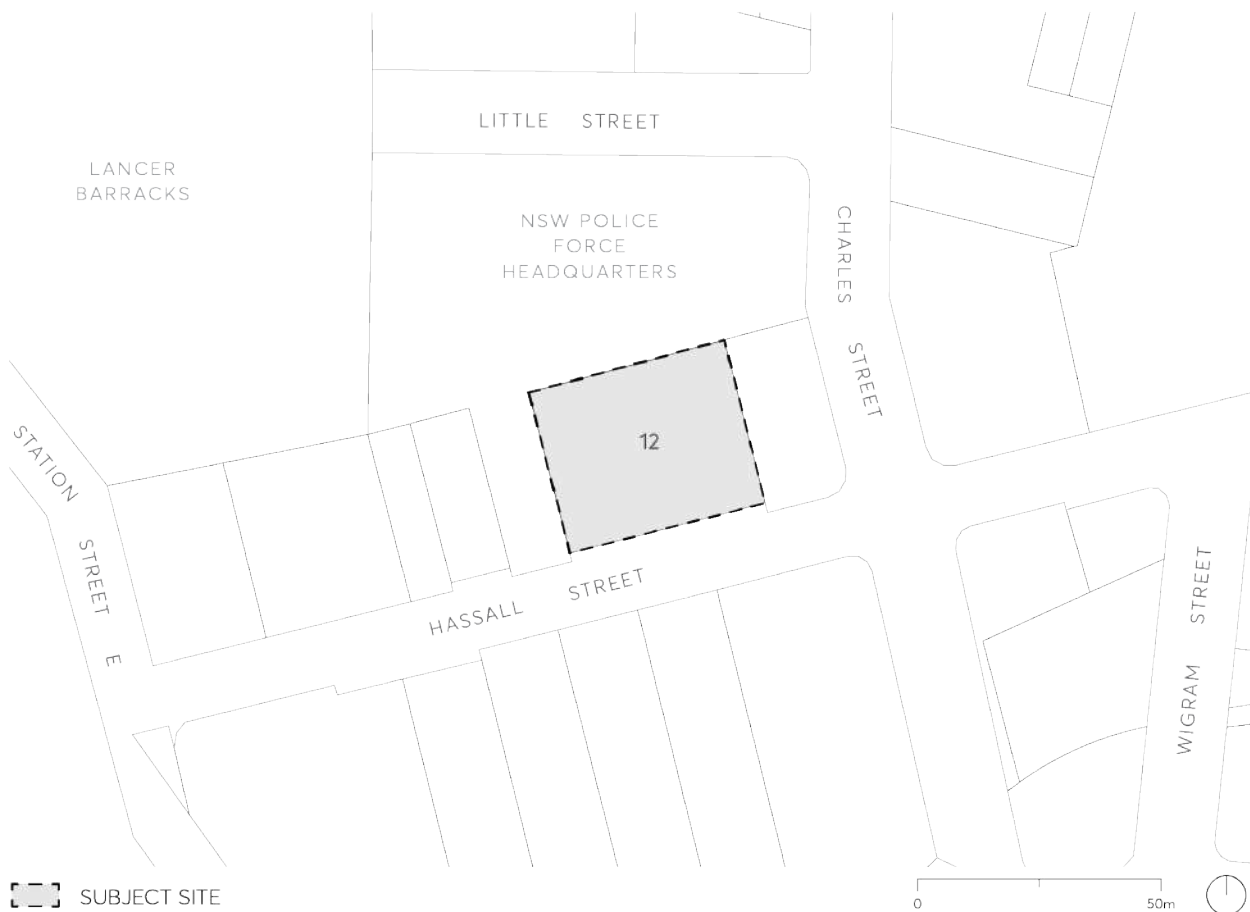 LITTLE STREET
LANCER
BARRACKS
NSW POLICE
FORCE
HEADQUARTERS
CHARLES STREET
12
STATION STREET E
HASSALL STREET
WIGRAM STREET
SUBJECT SITE
0 50m